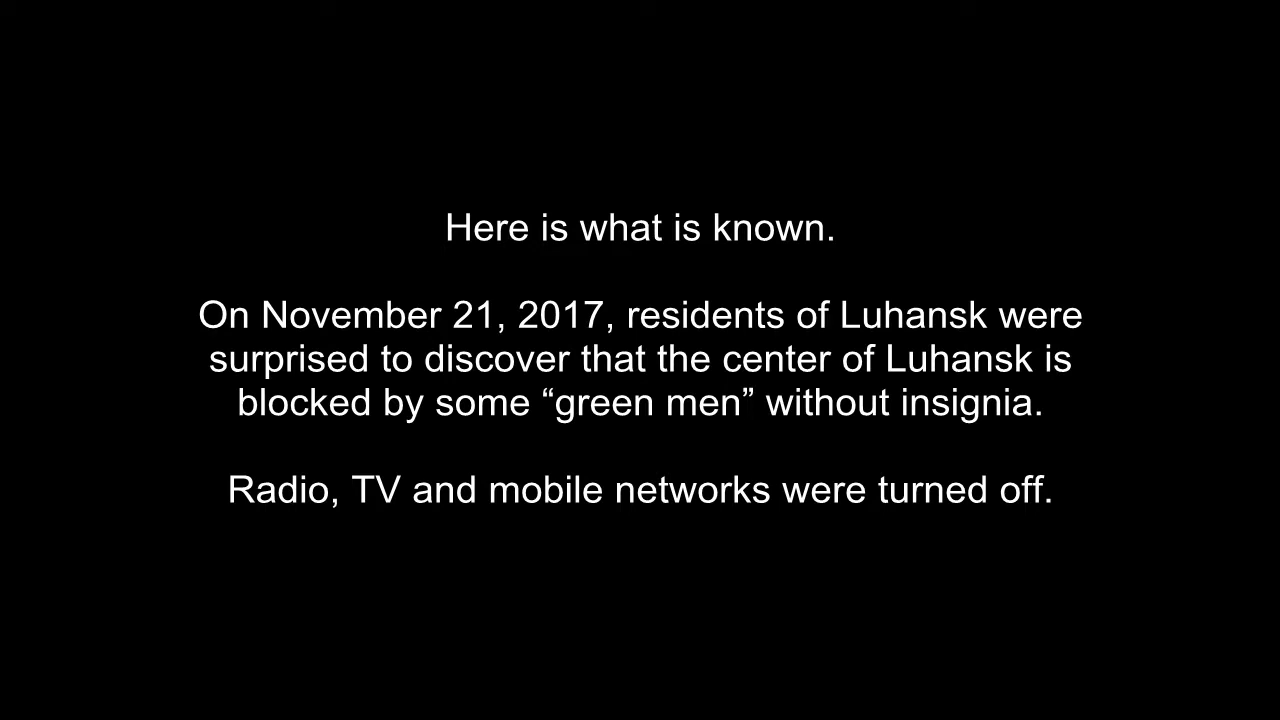 Here is what is known.
On November 21, 2017, residents of Luhansk were
surprised to discover that the center of Luhansk is
blocked by some “green men” without insignia.
Radio, TV and mobile networks were turned off.